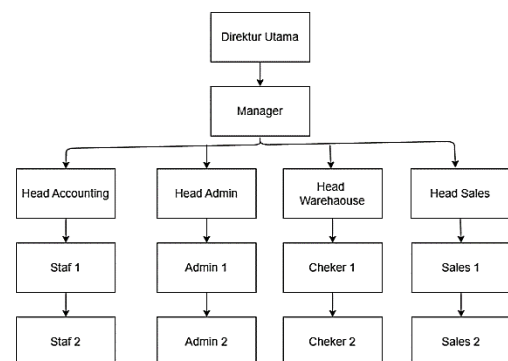 Direktur Utama
Manager
Head Accounting
Head Admin
Head
Warehaouse
Head Sales
Staf 1
Admin 1
Cheker 1
Sales 1
Staf 2
Admin 2
Cheker 2
Sales 2